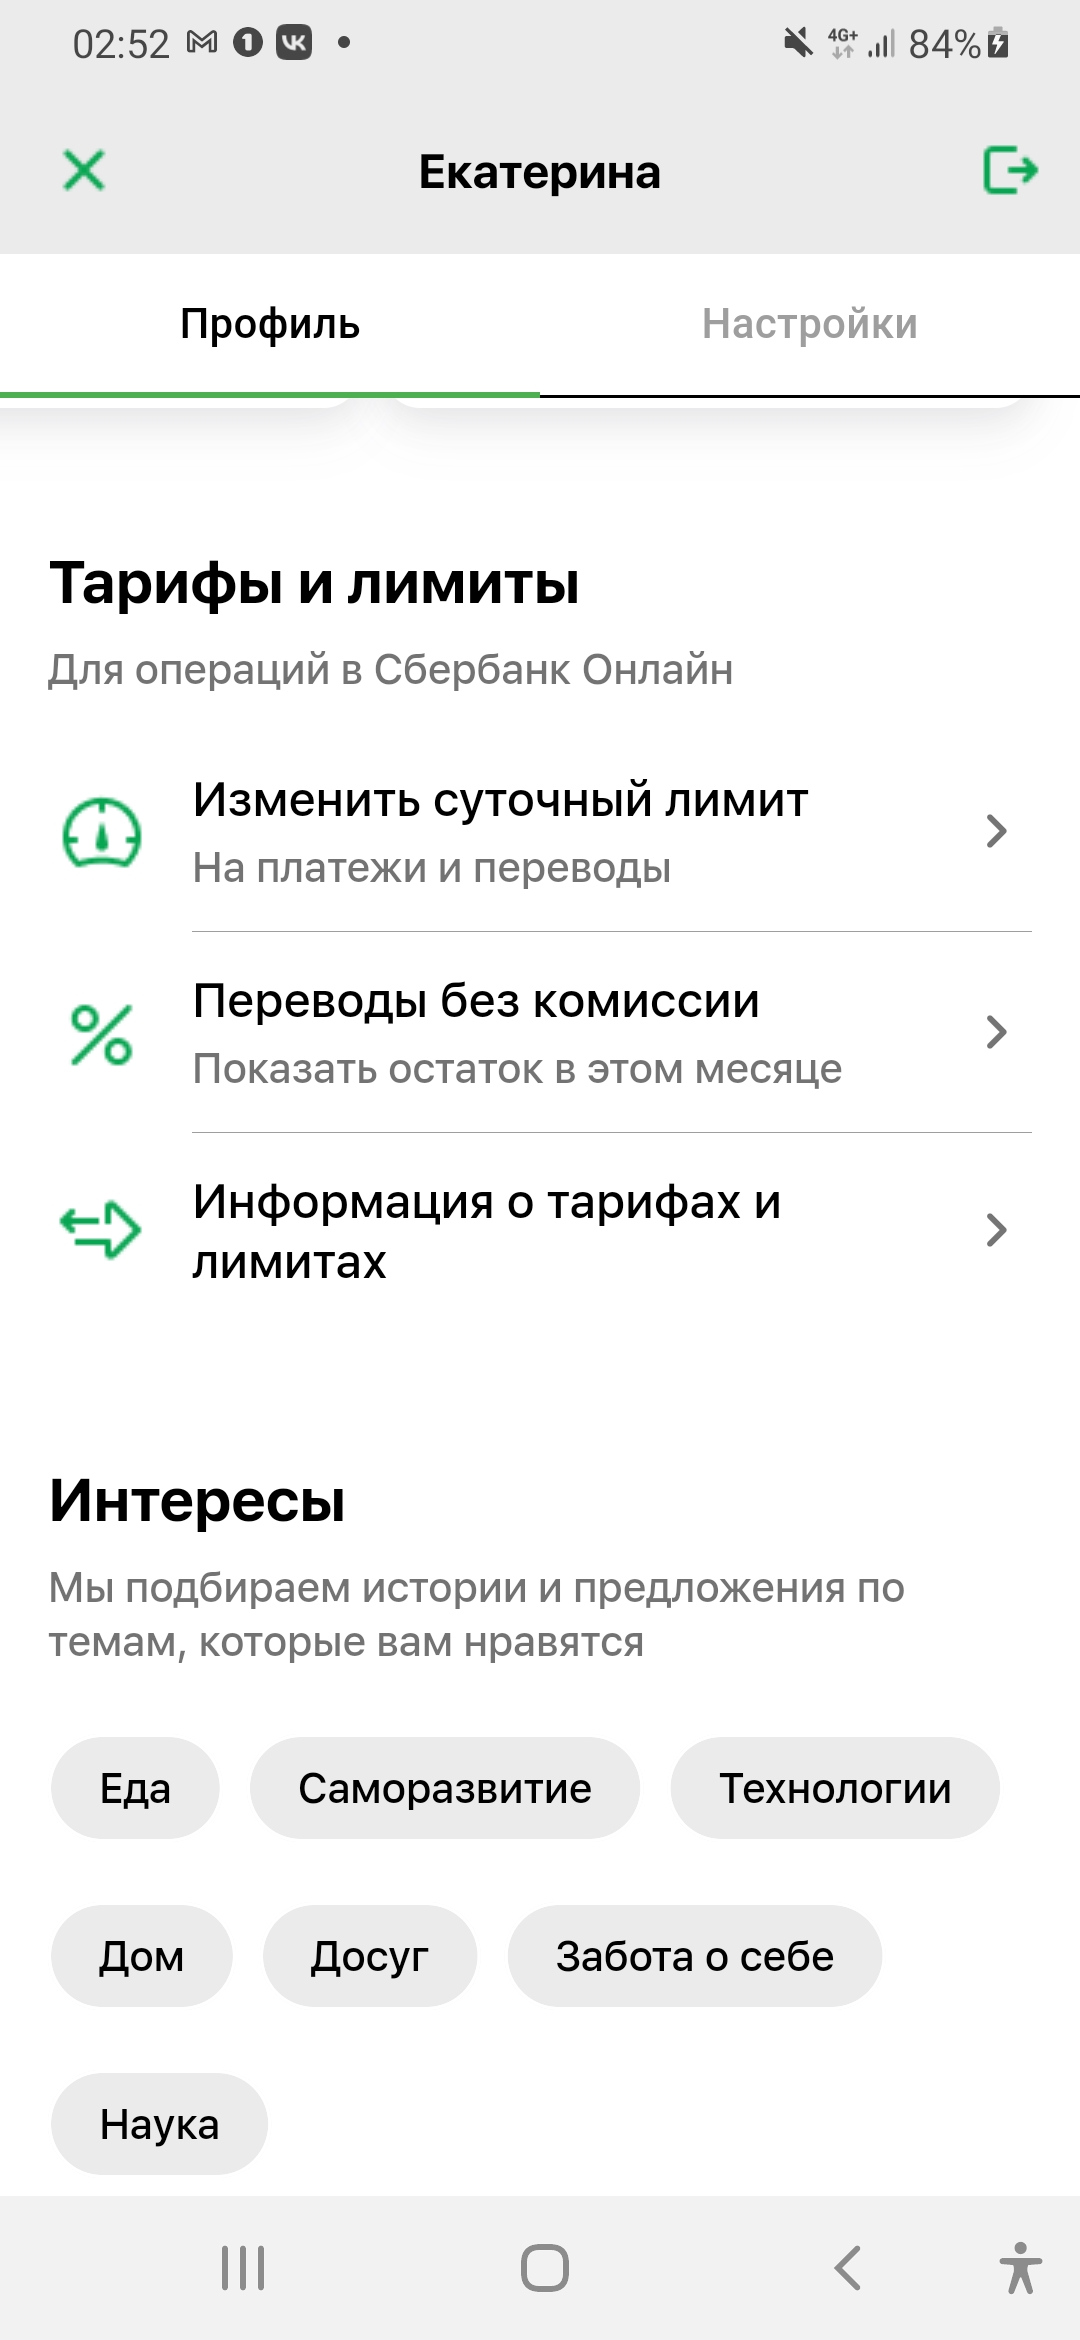 02:52
4G+
84%
Екатерина
Профиль
Настройки
Тарифы и лимиты
Для операций в Сбербанк Онлайн
Изменить суточный лимит
На платежи и переводы
Переводы без комиссии
Показать остаток в этом месяце
Информация о тарифах и
лимитах
Интересы
Мы подбираем истории и предложения по
темам, которые вам нравятся
Еда
Саморазвитие
Технологии
Дом
Досуг
Забота о себе
Наука